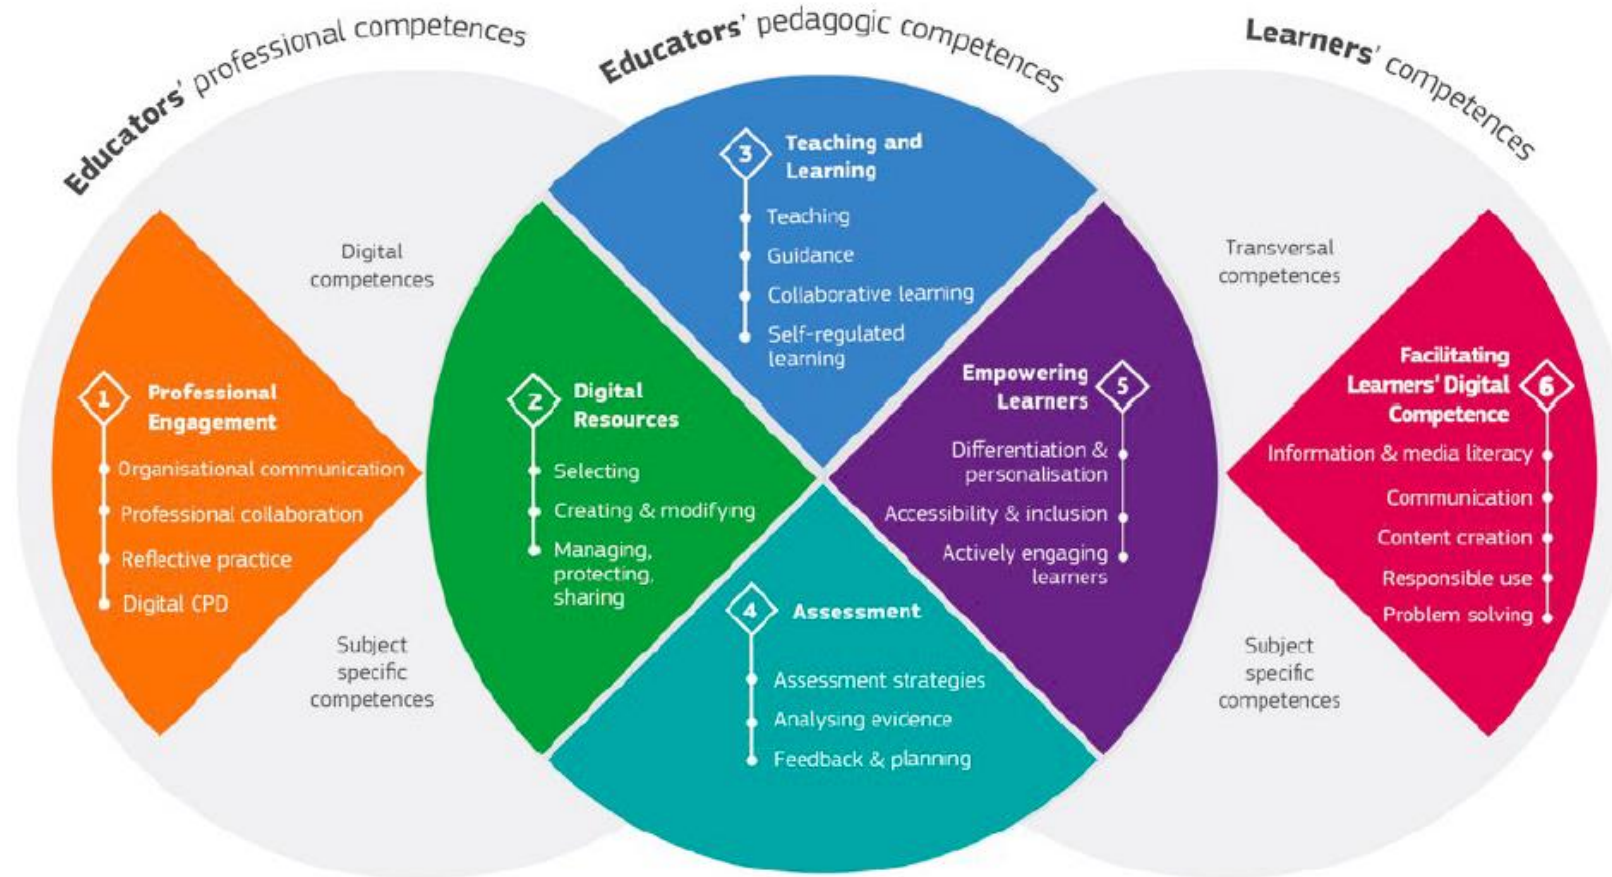 Educators' professional competences
Educators' pedagogic competences
Learners' competences
Digital
competences
Subject
specific
competences
1
Professional
Engagement
Organisational communication
Professional collaboration
Reflective practice
Digital CPD
2
Digital
Resources
Selecting
Creating & modifying
Managing,
protecting,
sharing
3
Teaching and
Learning
Teaching
Guidance
Collaborative learning
Self-regulated
learning
4
Assessment
Assessment strategies
Analysing evidence
Feedback & planning
5
Empowering
Learners
Differentiation &
personalisation
Accessibility & inclusion
Actively engaging
learners
Transversal
competences
Subject
specific
competences
6
Facilitating
Learners' Digital
Competence
Information & media literacy
Communication
Content creation
Responsible use
Problem solving